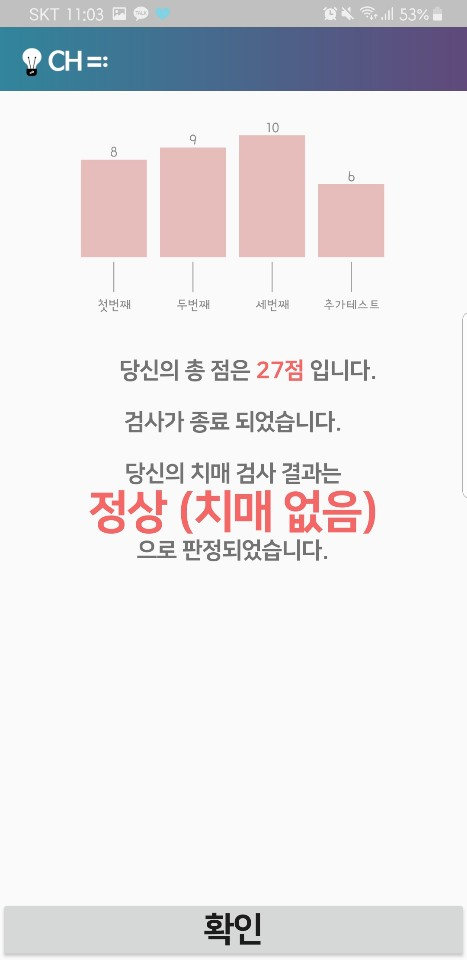 SKT 11:03 53%
CH =:
8 9 10 6
첫번째 두번째 세번째 추가테스트
당신의 총 점은 27점 입니다.
검사가 종료 되었습니다.
당신의 치매 검사 결과는
정상 (치매 없음)
으로 판정되었습니다.
확인